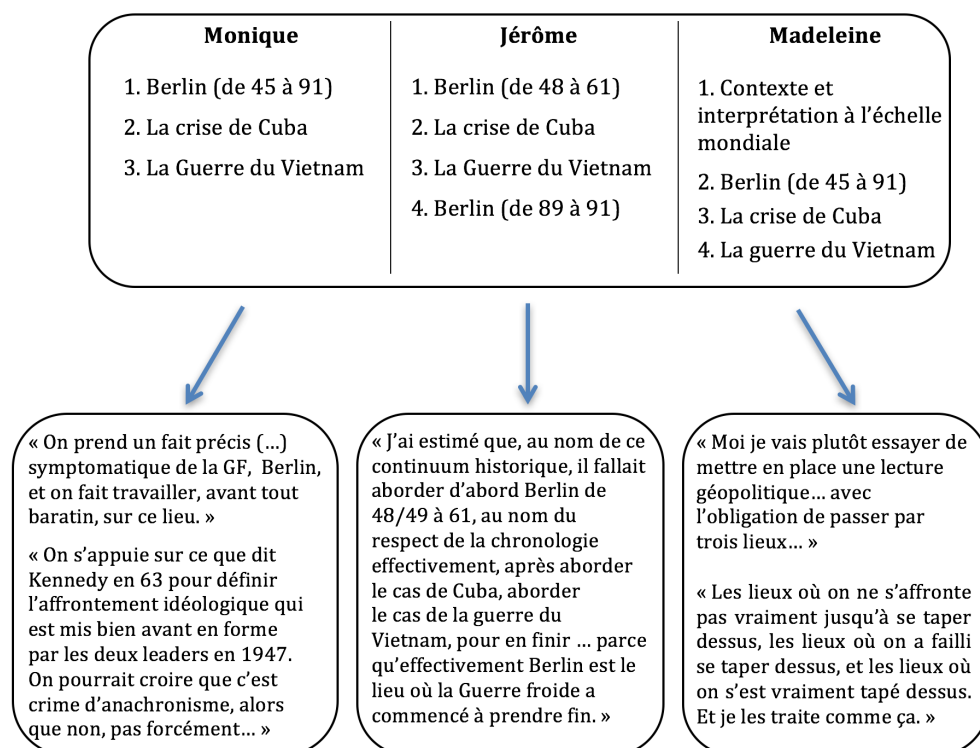 Monique
1. Berlin (de 45 à 91)
2. La crise de Cuba
3. La Guerre du Vietnam
Jérôme
1. Berlin (de 48 à 61)
2. La crise de Cuba
3. La Guerre du Vietnam
4. Berlin (de 89 à 91)
Madeleine
1. Contexte et
interprétation à l'échelle
mondiale
2. Berlin (de 45 à 91)
3. La crise de Cuba
4. La guerre du Vietnam
« On prend un fait précis (…)
symptomatique de la GF, Berlin,
et on fait travailler, avant tout
baratin, sur ce lieu. »
« On s'appuie sur ce que dit
Kennedy en 63 pour définir
l'affrontement idéologique qui
est mis bien avant en forme
par les deux leaders en 1947.
On pourrait croire que c'est
crime d'anachronisme, alors
que non, pas forcément… »
« J'ai estimé que, au nom de ce
continuum historique, il fallait
aborder d'abord Berlin de
48/49 à 61, au nom du
respect de la chronologie
effectivement, après aborder
le cas de Cuba, aborder
le cas de la guerre du
Vietnam, pour en finir … parce
qu'effectivement Berlin est le
lieu où la Guerre froide a
commencé à prendre fin. »
« Moi je vais plutôt essayer de
mettre en place une lecture
géopolitique… avec
l'obligation de passer par
trois lieux… »
« Les lieux où on ne s'affronte
pas vraiment jusqu'à se taper
dessus, les lieux où on a failli
se taper dessus, et les lieux où
on s'est vraiment tapé dessus.
Et je les traite comme ça. »